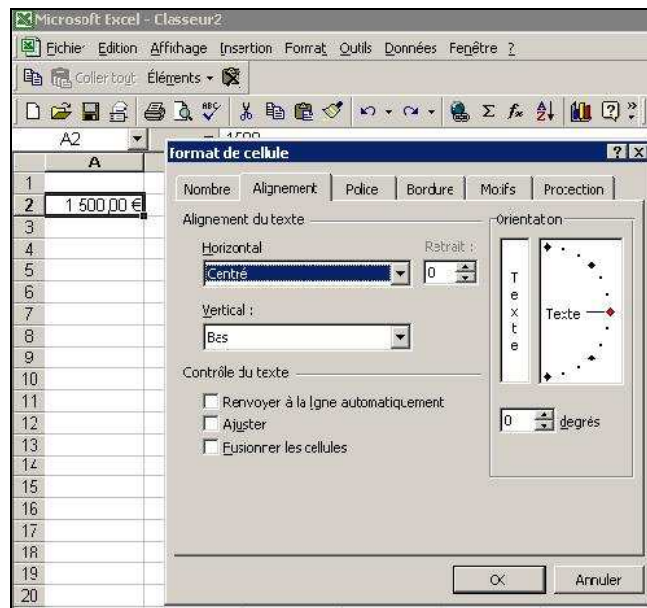 Microsoft Excel - Classeur2
Fichier Edition Affichage Insertion Format Outils Données Fenêtre ?
Coller tout Éléments
A2 = 1500
A
format de cellule
Nombre Alignement Police Bordure Motifs Protection
1
2 1 500,00 €
3
4
5
6
7
8
9
10
11
12
13
14
15
16
17
18
19
20
Alignement du texte
Horizontal Retrait :
Centré 0
Vertical :
Bas
Contrôle du texte
Renvoyer à la ligne automatiquement
Ajuster
Fusionner les cellules
Orientation
Texte
Texte
0 degrés
OK Annuler